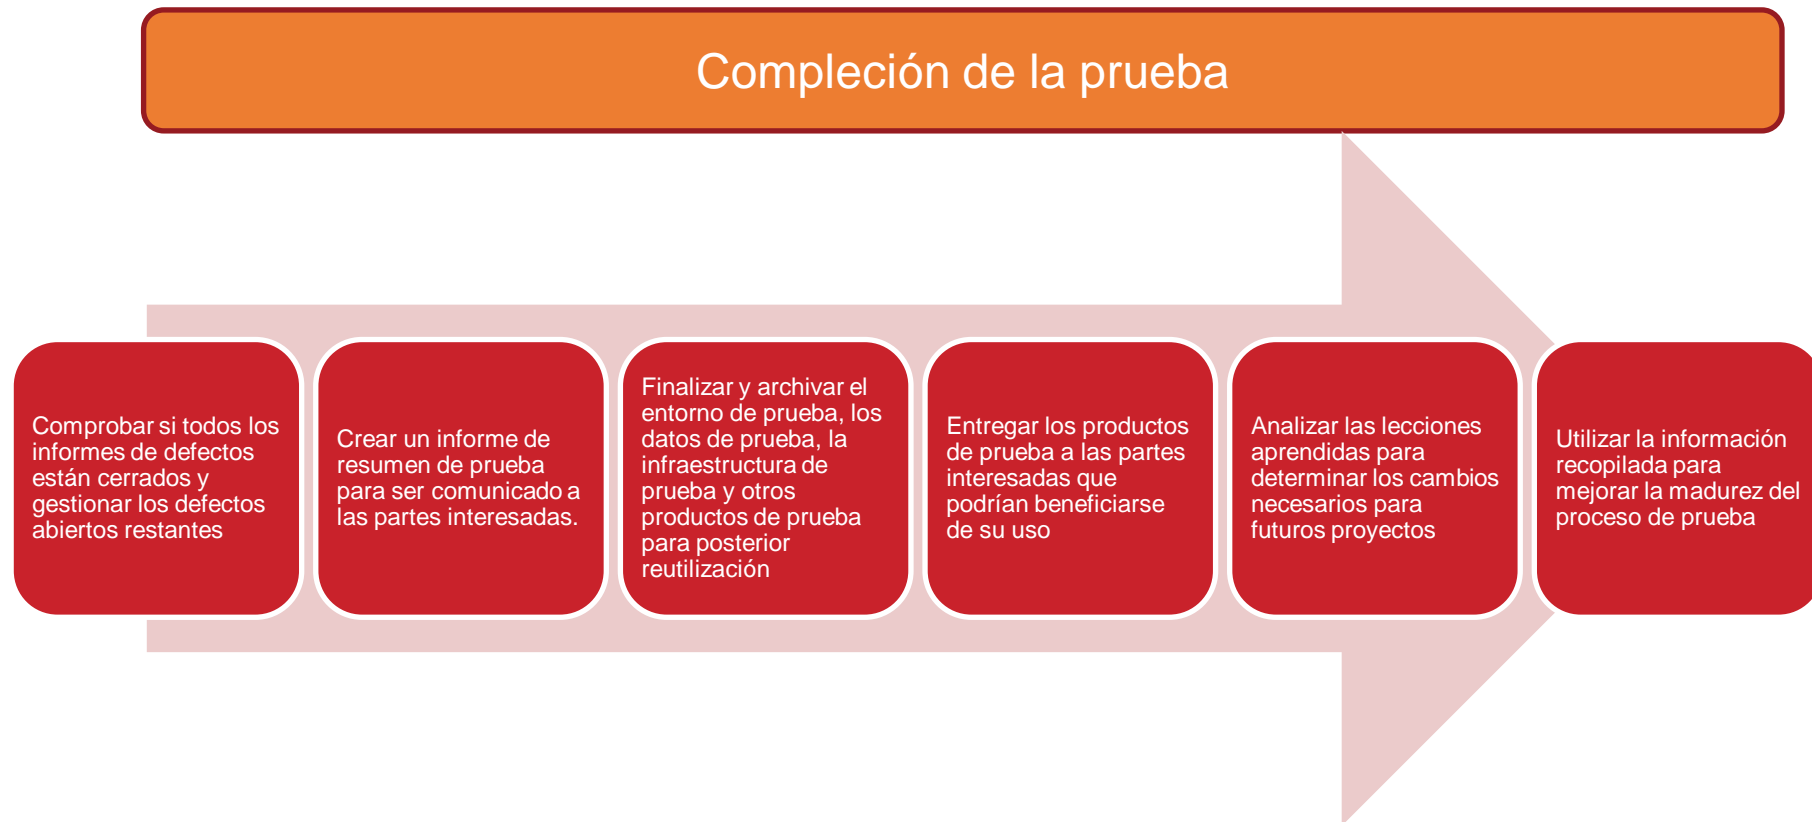 Compleción de la prueba
Comprobar si todos los
informes de defectos
están cerrados y
gestionar los defectos
abiertos restantes
Crear un informe de
resumen de prueba
para ser comunicado a
las partes interesadas.
Finalizar y archivar el
entorno de prueba, los
datos de prueba, la
infraestructura de
prueba y otros
productos de prueba
para posterior
reutilización
Entregar los productos
de prueba a las partes
interesadas que
podrían beneficiarse
de su uso
Analizar las lecciones
aprendidas para
determinar los cambios
necesarios para
futuros proyectos
Utilizar la información
recopilada para
mejorar la madurez del
proceso de prueba